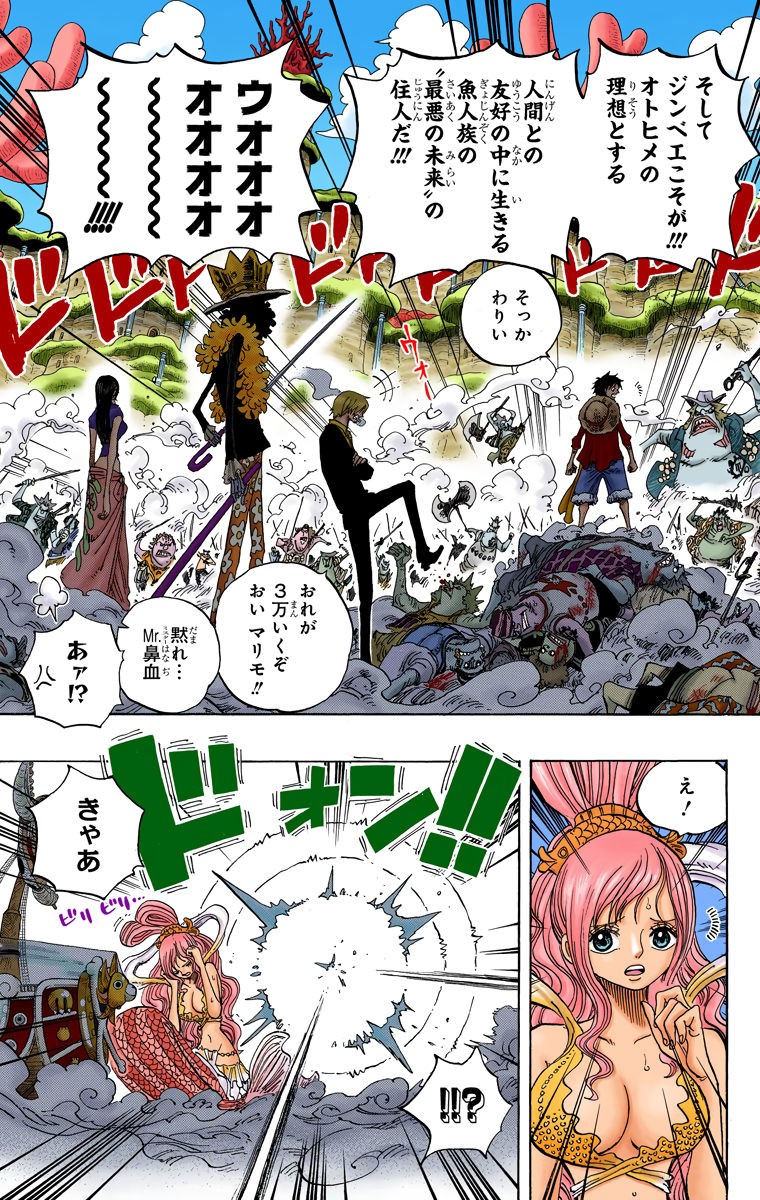 そして
ジンベエこそが!!!
オトヒメの
理想とする
人間との
友好の中に生きる
魚人族の
“最悪の未来”の
住人だ!!!
ウオオオ
オオオオ
〜〜〜〜
〜〜〜〜!!!!
ドドドドドド
そっか
わりい
ウォー
おれが
3万いくぞ
おい マリモ!!
黙れ…
Mr.鼻血
あァ!?
え!
ドォン!!
きゃあ
ビリビリ…
!!?